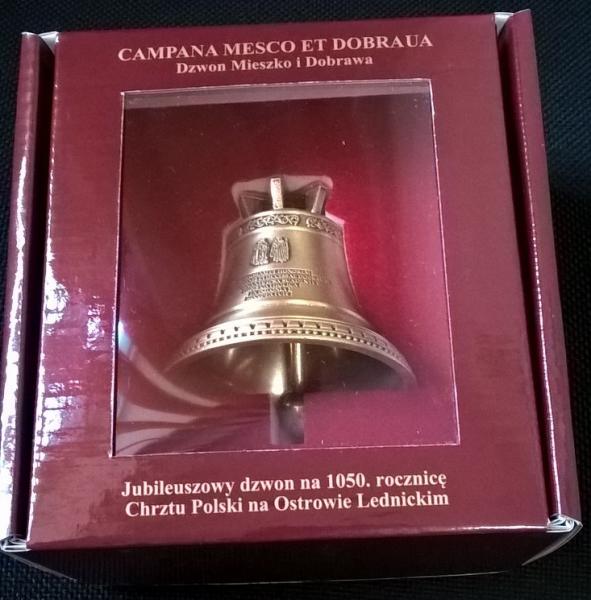 CAMPANA MESCO ET DOBRAUA
Dzwon Mieszko i Dobrawa
Jubileuszowy dzwon na 1050. rocznicę
Chrztu Polski na Ostrowie Lednickim